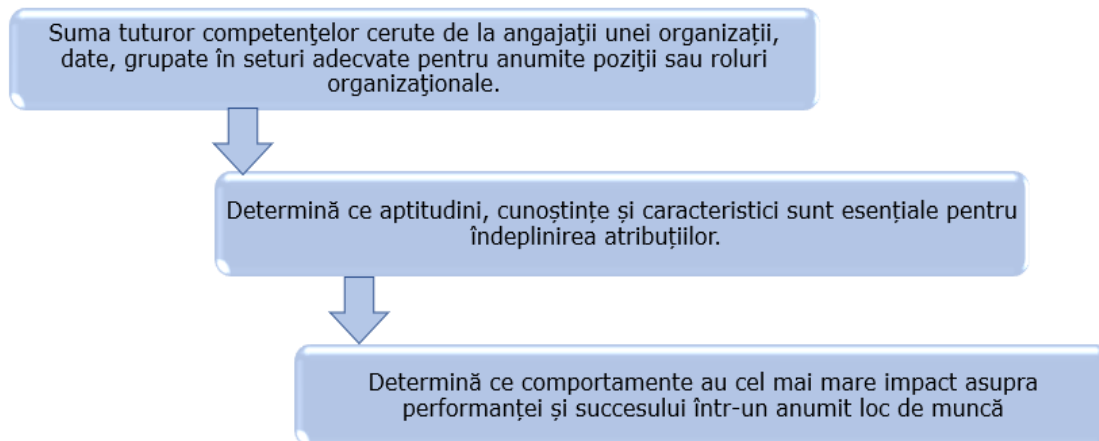 Suma tuturor competenţelor cerute de la angajaţii unei organizații,
date, grupate în seturi adecvate pentru anumite poziţii sau roluri
organizaţionale.
Determină ce aptitudini, cunoștințe și caracteristici sunt esențiale pentru
îndeplinirea atribuțiilor.
Determină ce comportamente au cel mai mare impact asupra
performanței și succesului într-un anumit loc de muncă